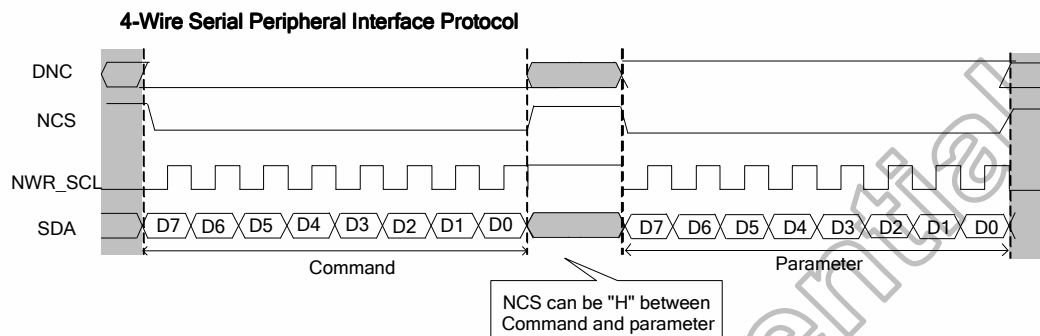 4-Wire Serial Peripheral Interface Protocol
DNC
NCS
NWR_SCL
SDA
D7 D6 D5 D4 D3 D2 D1 D0
D7 D6 D5 D4 D3 D2 D1 D0
Command
Parameter
NCS can be "H" between
Command and parameter
ential